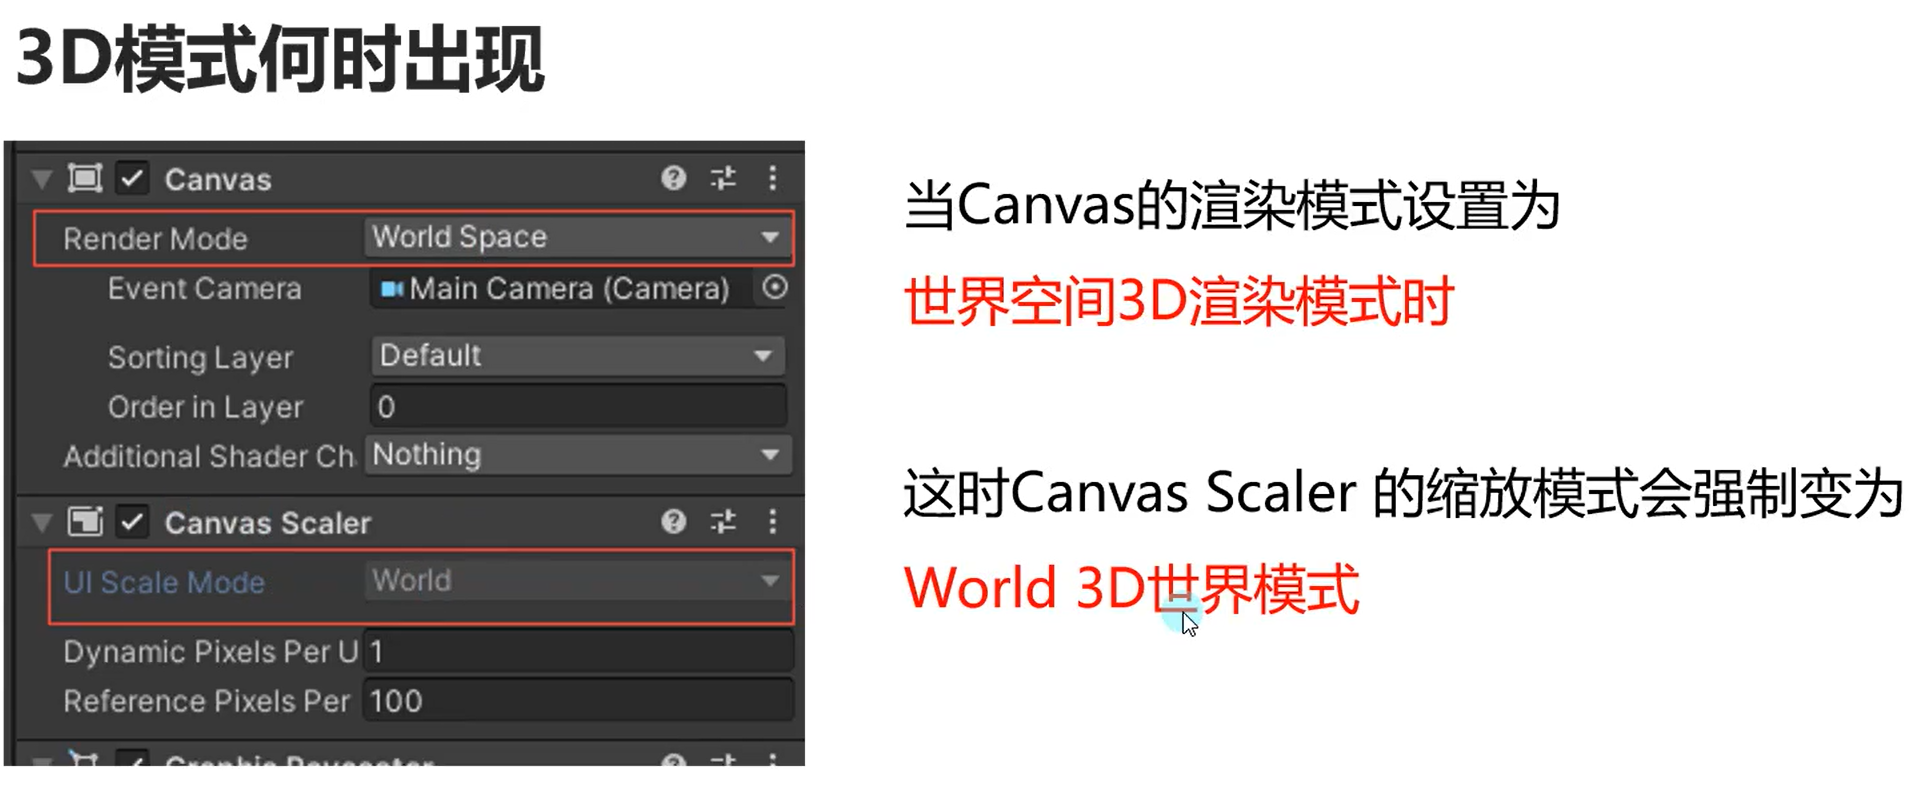 3D模式何时出现
Canvas
Render Mode World Space
Event Camera Main Camera (Camera)
Sorting Layer Default
Order in Layer 0
Additional Shader Ch Nothing
Canvas Scaler
UI Scale Mode World
Dynamic Pixels Per U 1
Reference Pixels Per 100
Graphic Raycaster
当Canvas的渲染模式设置为
世界空间3D渲染模式时
这时Canvas Scaler 的缩放模式会强制变为
World 3D世界模式